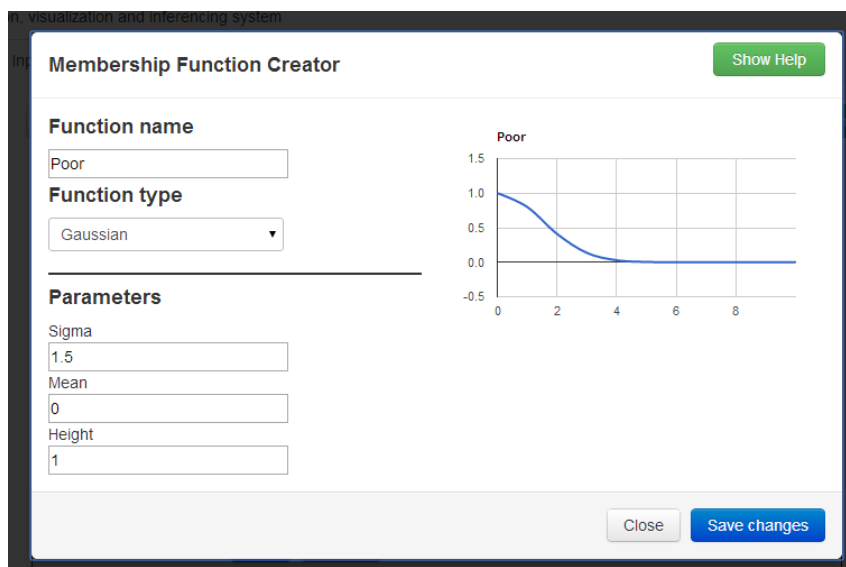 n, visualization and inferencing system
Inp
Membership Function Creator
Show Help
Function name
Poor
Function type
Gaussian
Parameters
Sigma
1.5
Mean
0
Height
1
Poor
1.5
1.0
0.5
0.0
-0.5
0 2 4 6 8
Close
Save changes